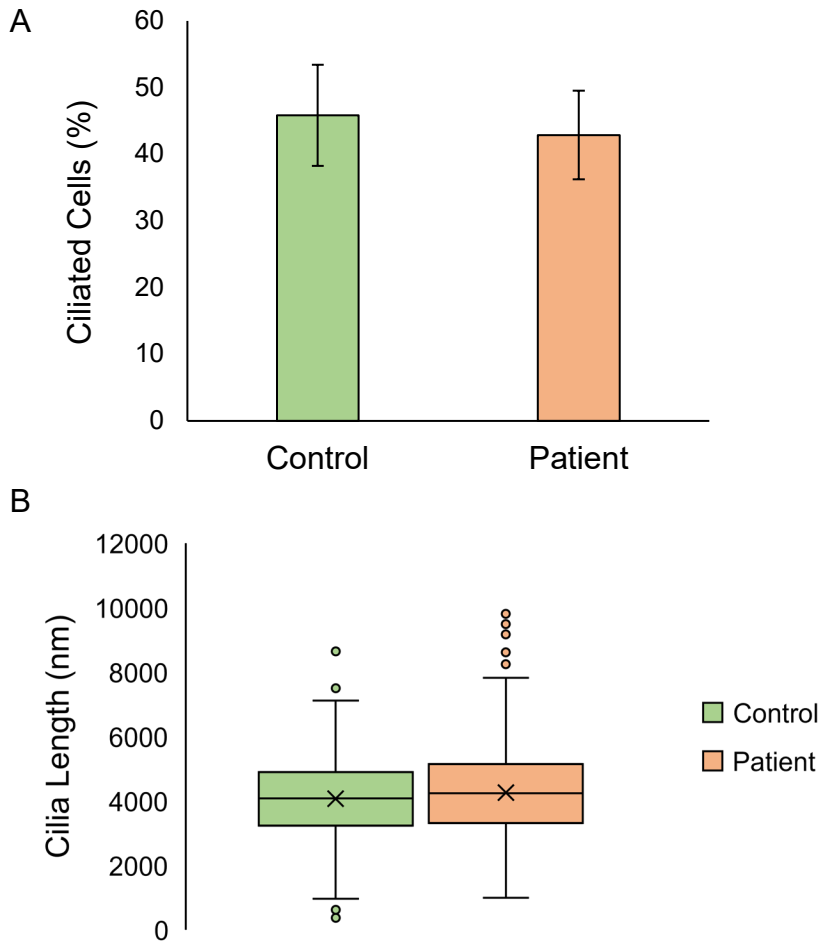 A
60
50
40
30
20
10
0
Ciliated Cells (%)
Control Patient
B
12000
10000
8000
6000
4000
2000
0
Cilia Length (nm)
Control
Patient